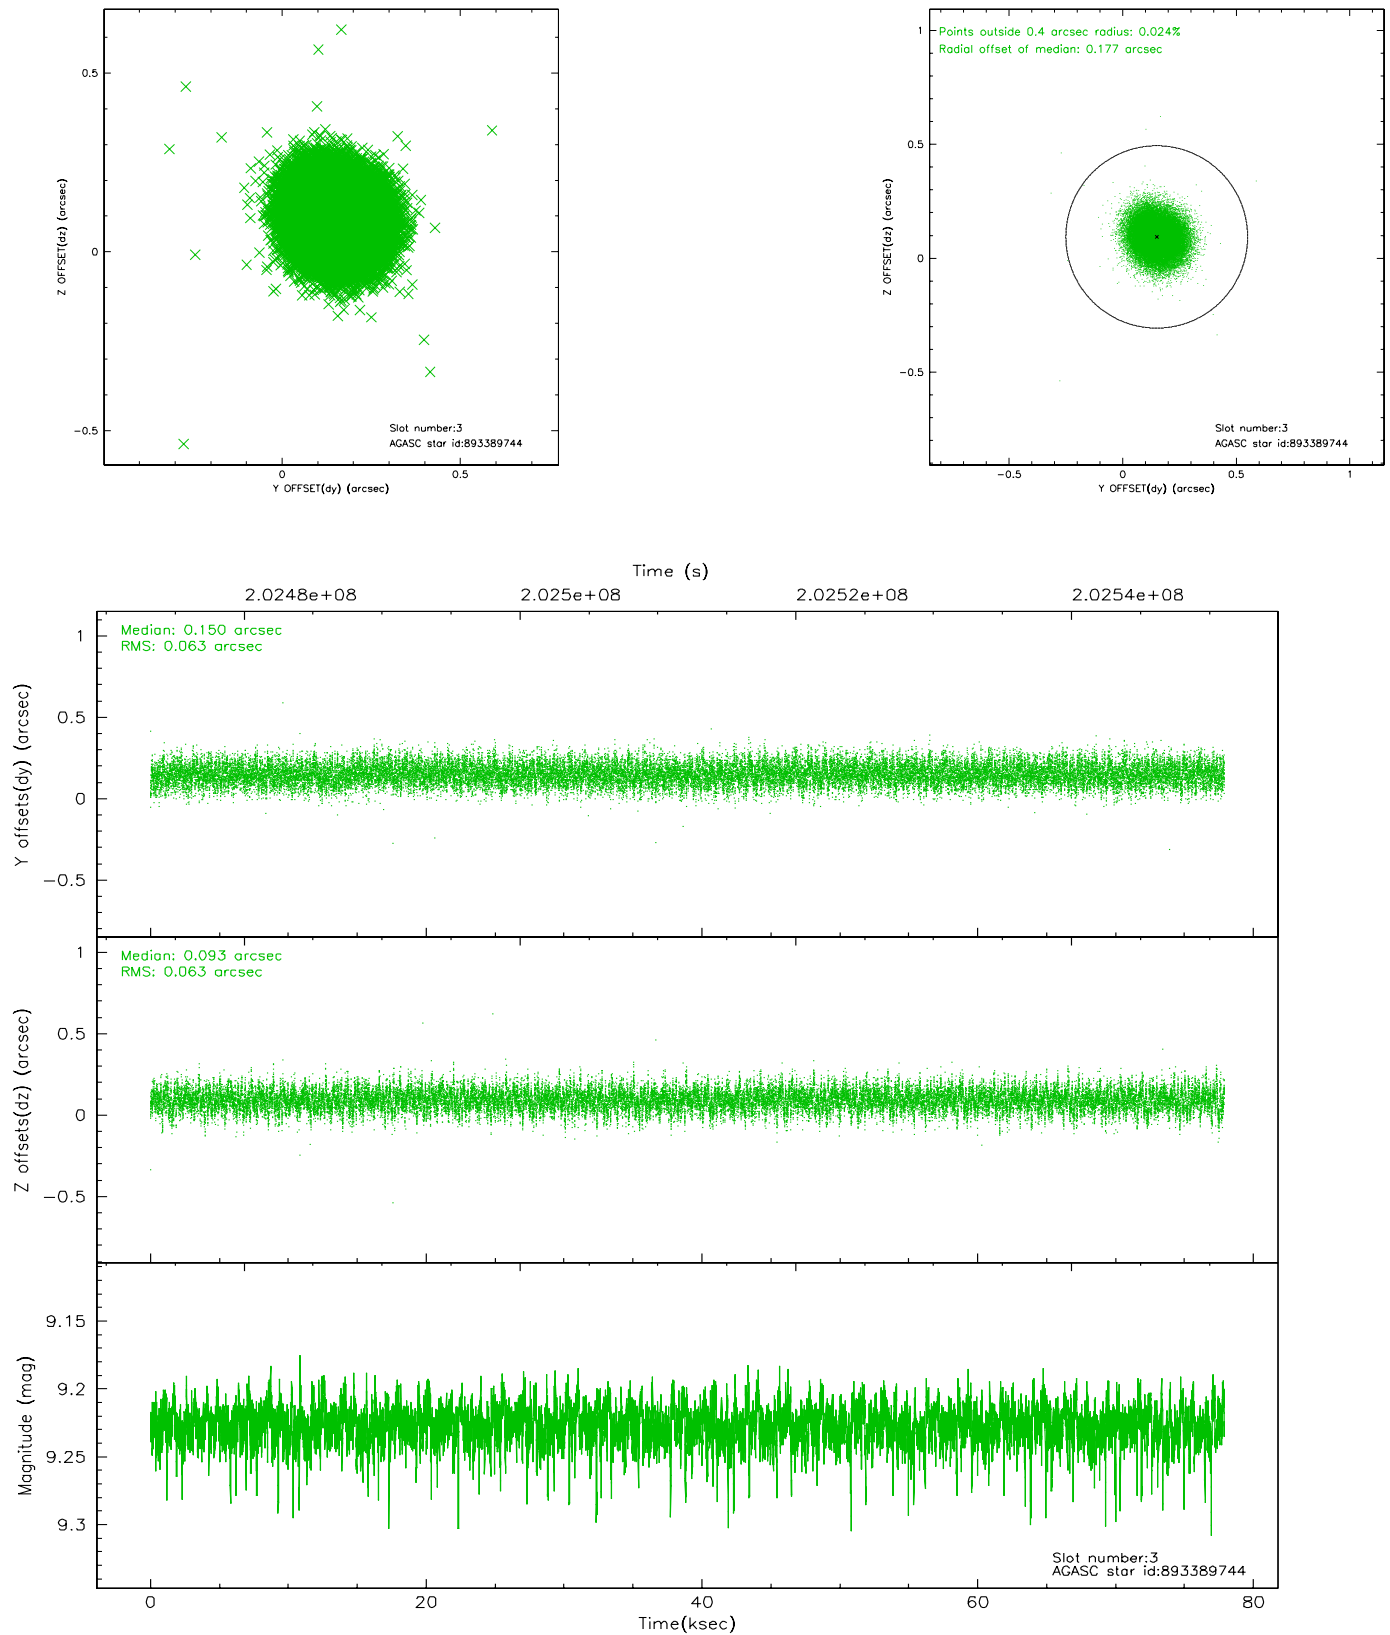 0.5
0
−0.5
Z OFFSET(dz) (arcsec)
0
0.5
Y OFFSET(dy) (arcsec)
Slot number:3
AGASC star id:893389744
Points outside 0.4 arcsec radius: 0.024%
Radial offset of median: 0.177 arcsec
1
0.5
0
−0.5
Z OFFSET(dz) (arcsec)
−0.5
0
0.5
1
Y OFFSET(dy) (arcsec)
Slot number:3
AGASC star id:893389744
Time (s)
2.0248e+08
2.025e+08
2.0252e+08
2.0254e+08
Median: 0.150 arcsec
RMS: 0.063 arcsec
1
0.5
0
−0.5
Y offsets(dy) (arcsec)
Median: 0.093 arcsec
RMS: 0.063 arcsec
1
0.5
0
−0.5
Z offsets(dz) (arcsec)
9.15
9.2
9.25
9.3
Magnitude (mag)
Slot number:3
AGASC star id:893389744
0
20
40
60
80
Time(ksec)